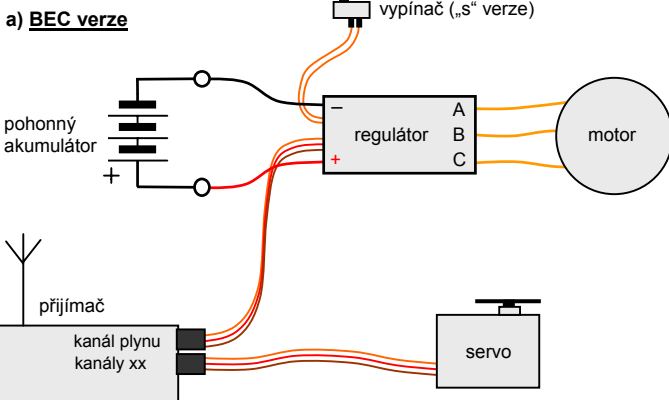 a) BEC verze
vypínač („s“ verze)
pohonný
akumulátor
+
−
+
regulátor
A
B
C
motor
přijímač
kanál plynu
kanály xx
servo